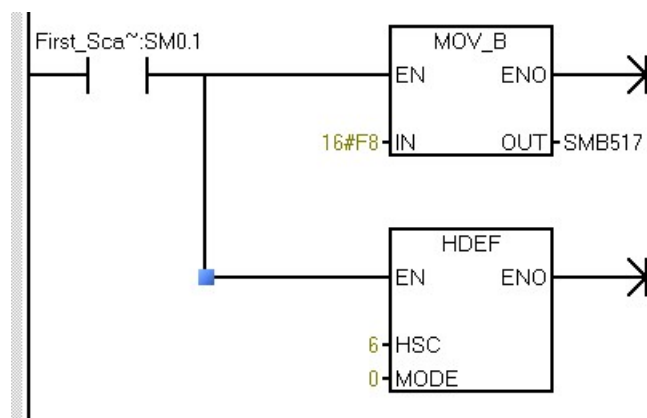 First_Sca~:SM0.1
MOV_B
EN ENO
16#F8 IN OUT SMB517
HDEF
EN ENO
6 HSC
0 MODE